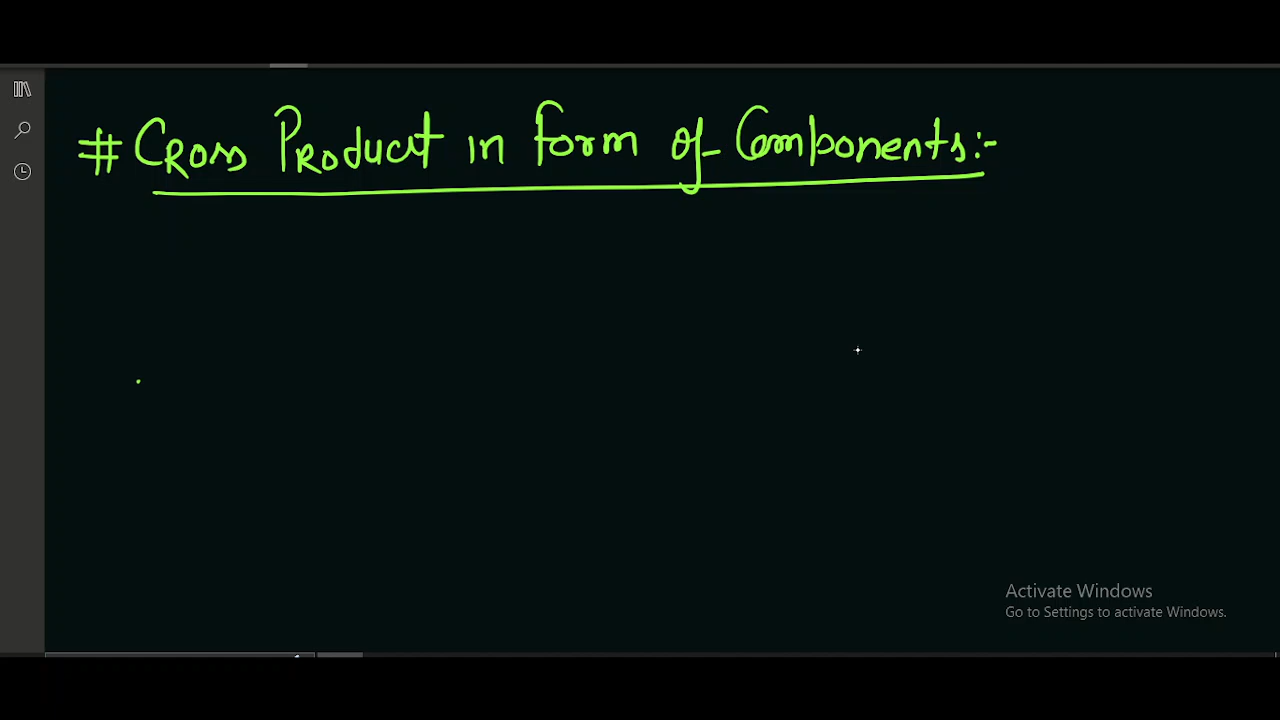 # Cross Product in form of Components:-
Activate Windows
Go to Settings to activate Windows.